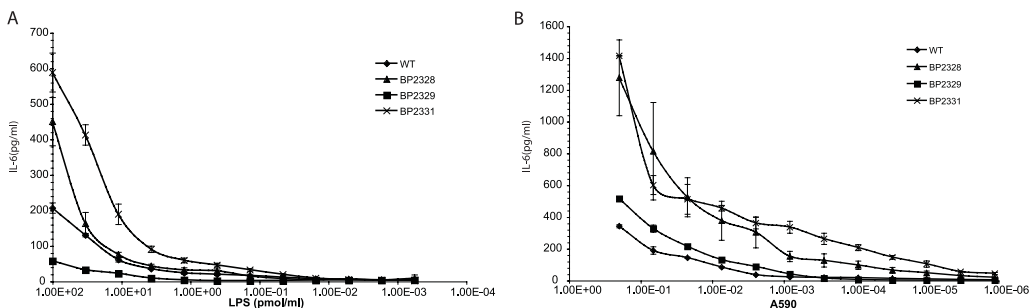 A
700
600
500
400
300
200
100
0
IL-6(pg/ml)
WT
BP2328
BP2329
BP2331
1.00E+02 1.00E+01 1.00E+00 1.00E-01 1.00E-02 1.00E-03 1.00E-04
LPS (pmol/ml)
B
1600
1400
1200
1000
800
600
400
200
0
IL-6(pg/ml)
WT
BP2328
BP2329
BP2331
1.00E+00 1.00E-01 1.00E-02 1.00E-03 1.00E-04 1.00E-05 1.00E-06
A590